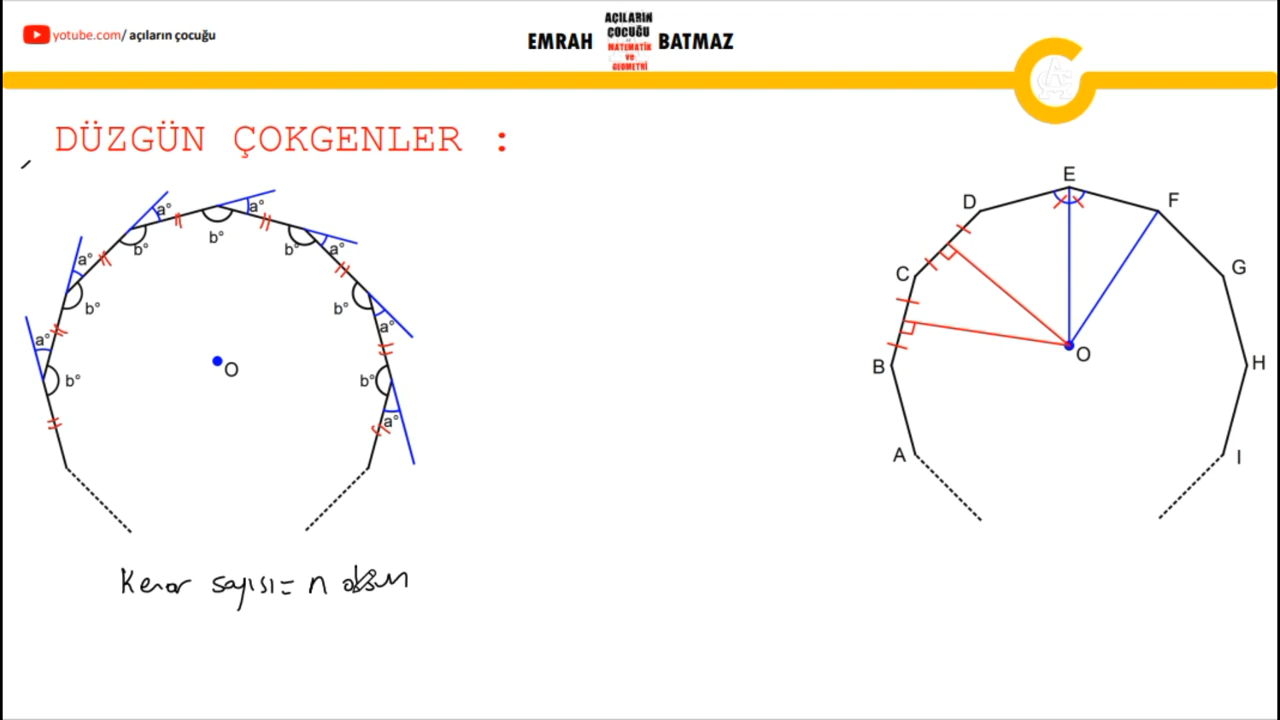 yotube.com/ açıların çocuğu
EMRAH
AÇILARIN
ÇOCUĞU
MATEMATİK
ve
GEOMETRİ
BATMAZ
DÜZGÜN ÇOKGENLER :
a° a° a° a° a° a° a°
b° b° b° b° b° b° b°
O
E
D F
C G
B H
O
A I
Kenar sayısı = n olsun